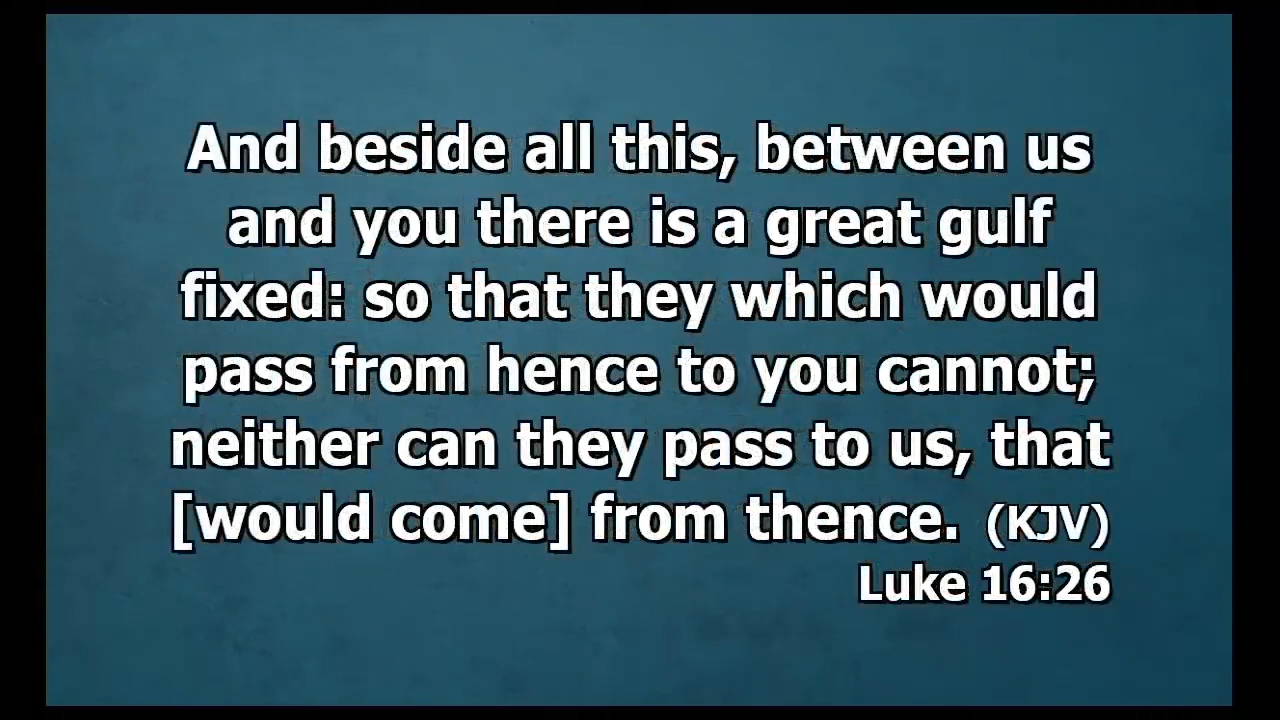 And beside all this, between us
and you there is a great gulf
fixed: so that they which would
pass from hence to you cannot;
neither can they pass to us, that
[would come] from thence. (KJV)
Luke 16:26